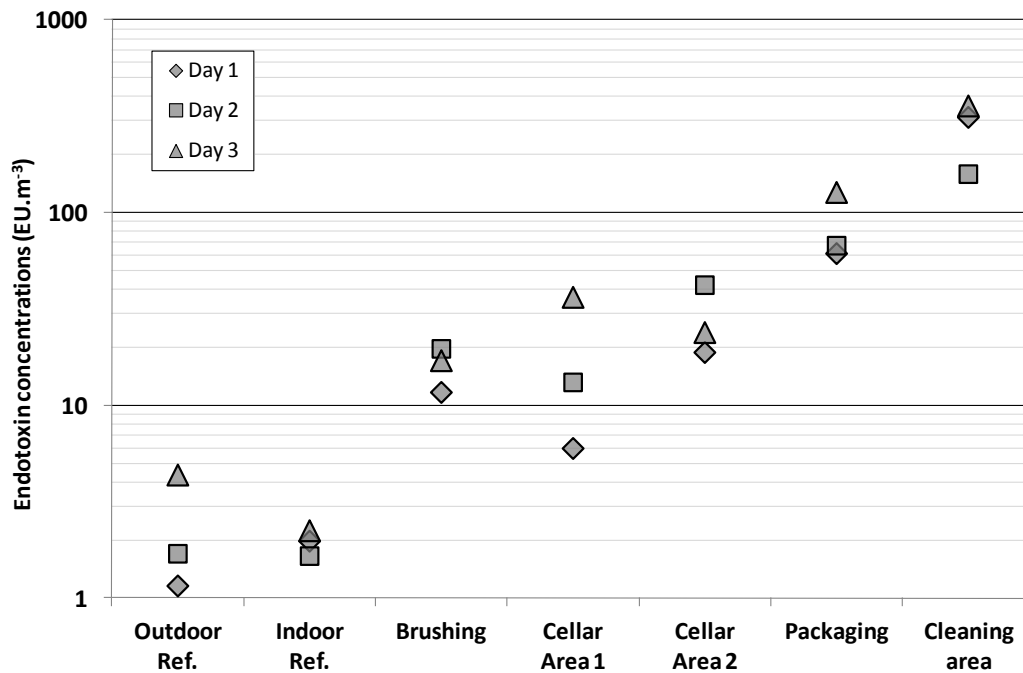 1000
100
10
1
Endotoxin concentrations (EU.m⁻³)
Day 1
Day 2
Day 3
Outdoor
Ref.
Indoor
Ref.
Brushing
Cellar
Area 1
Cellar
Area 2
Packaging
Cleaning
area